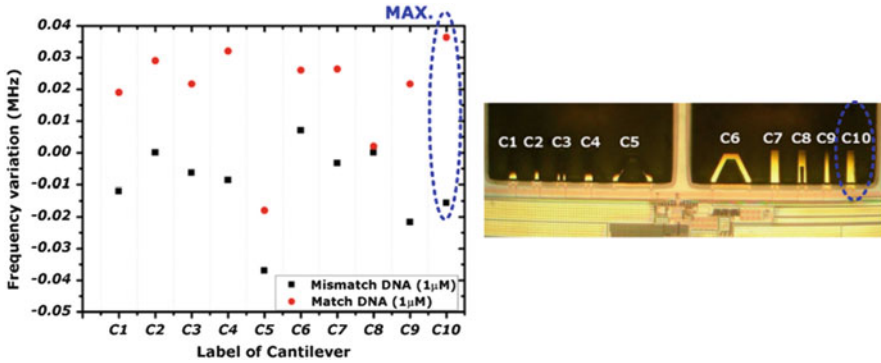 MAX.
0.04
0.03
0.02
0.01
0.00
-0.01
-0.02
-0.03
-0.04
-0.05
Frequency variation (MHz)
Mismatch DNA (1μM)
Match DNA (1μM)
C1 C2 C3 C4 C5 C6 C7 C8 C9 C10
Label of Cantilever
C1 C2 C3 C4 C5 C6 C7 C8 C9 C10